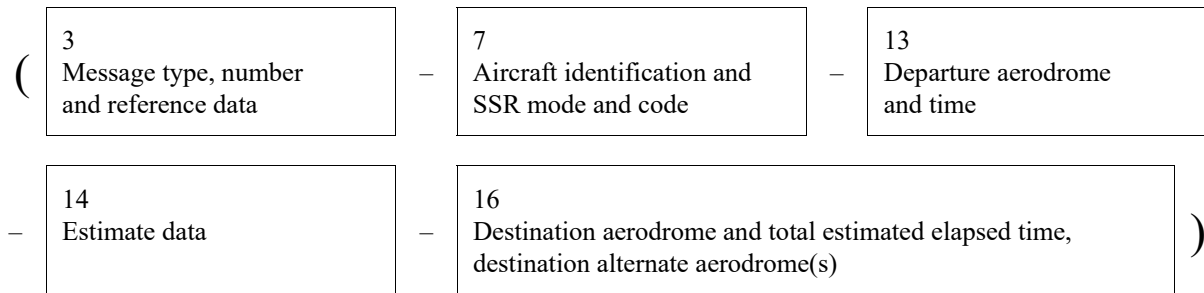 (
3
Message type, number
and reference data
–
7
Aircraft identification and
SSR mode and code
–
13
Departure aerodrome
and time
–
14
Estimate data
–
16
Destination aerodrome and total estimated elapsed time,
destination alternate aerodrome(s)
)